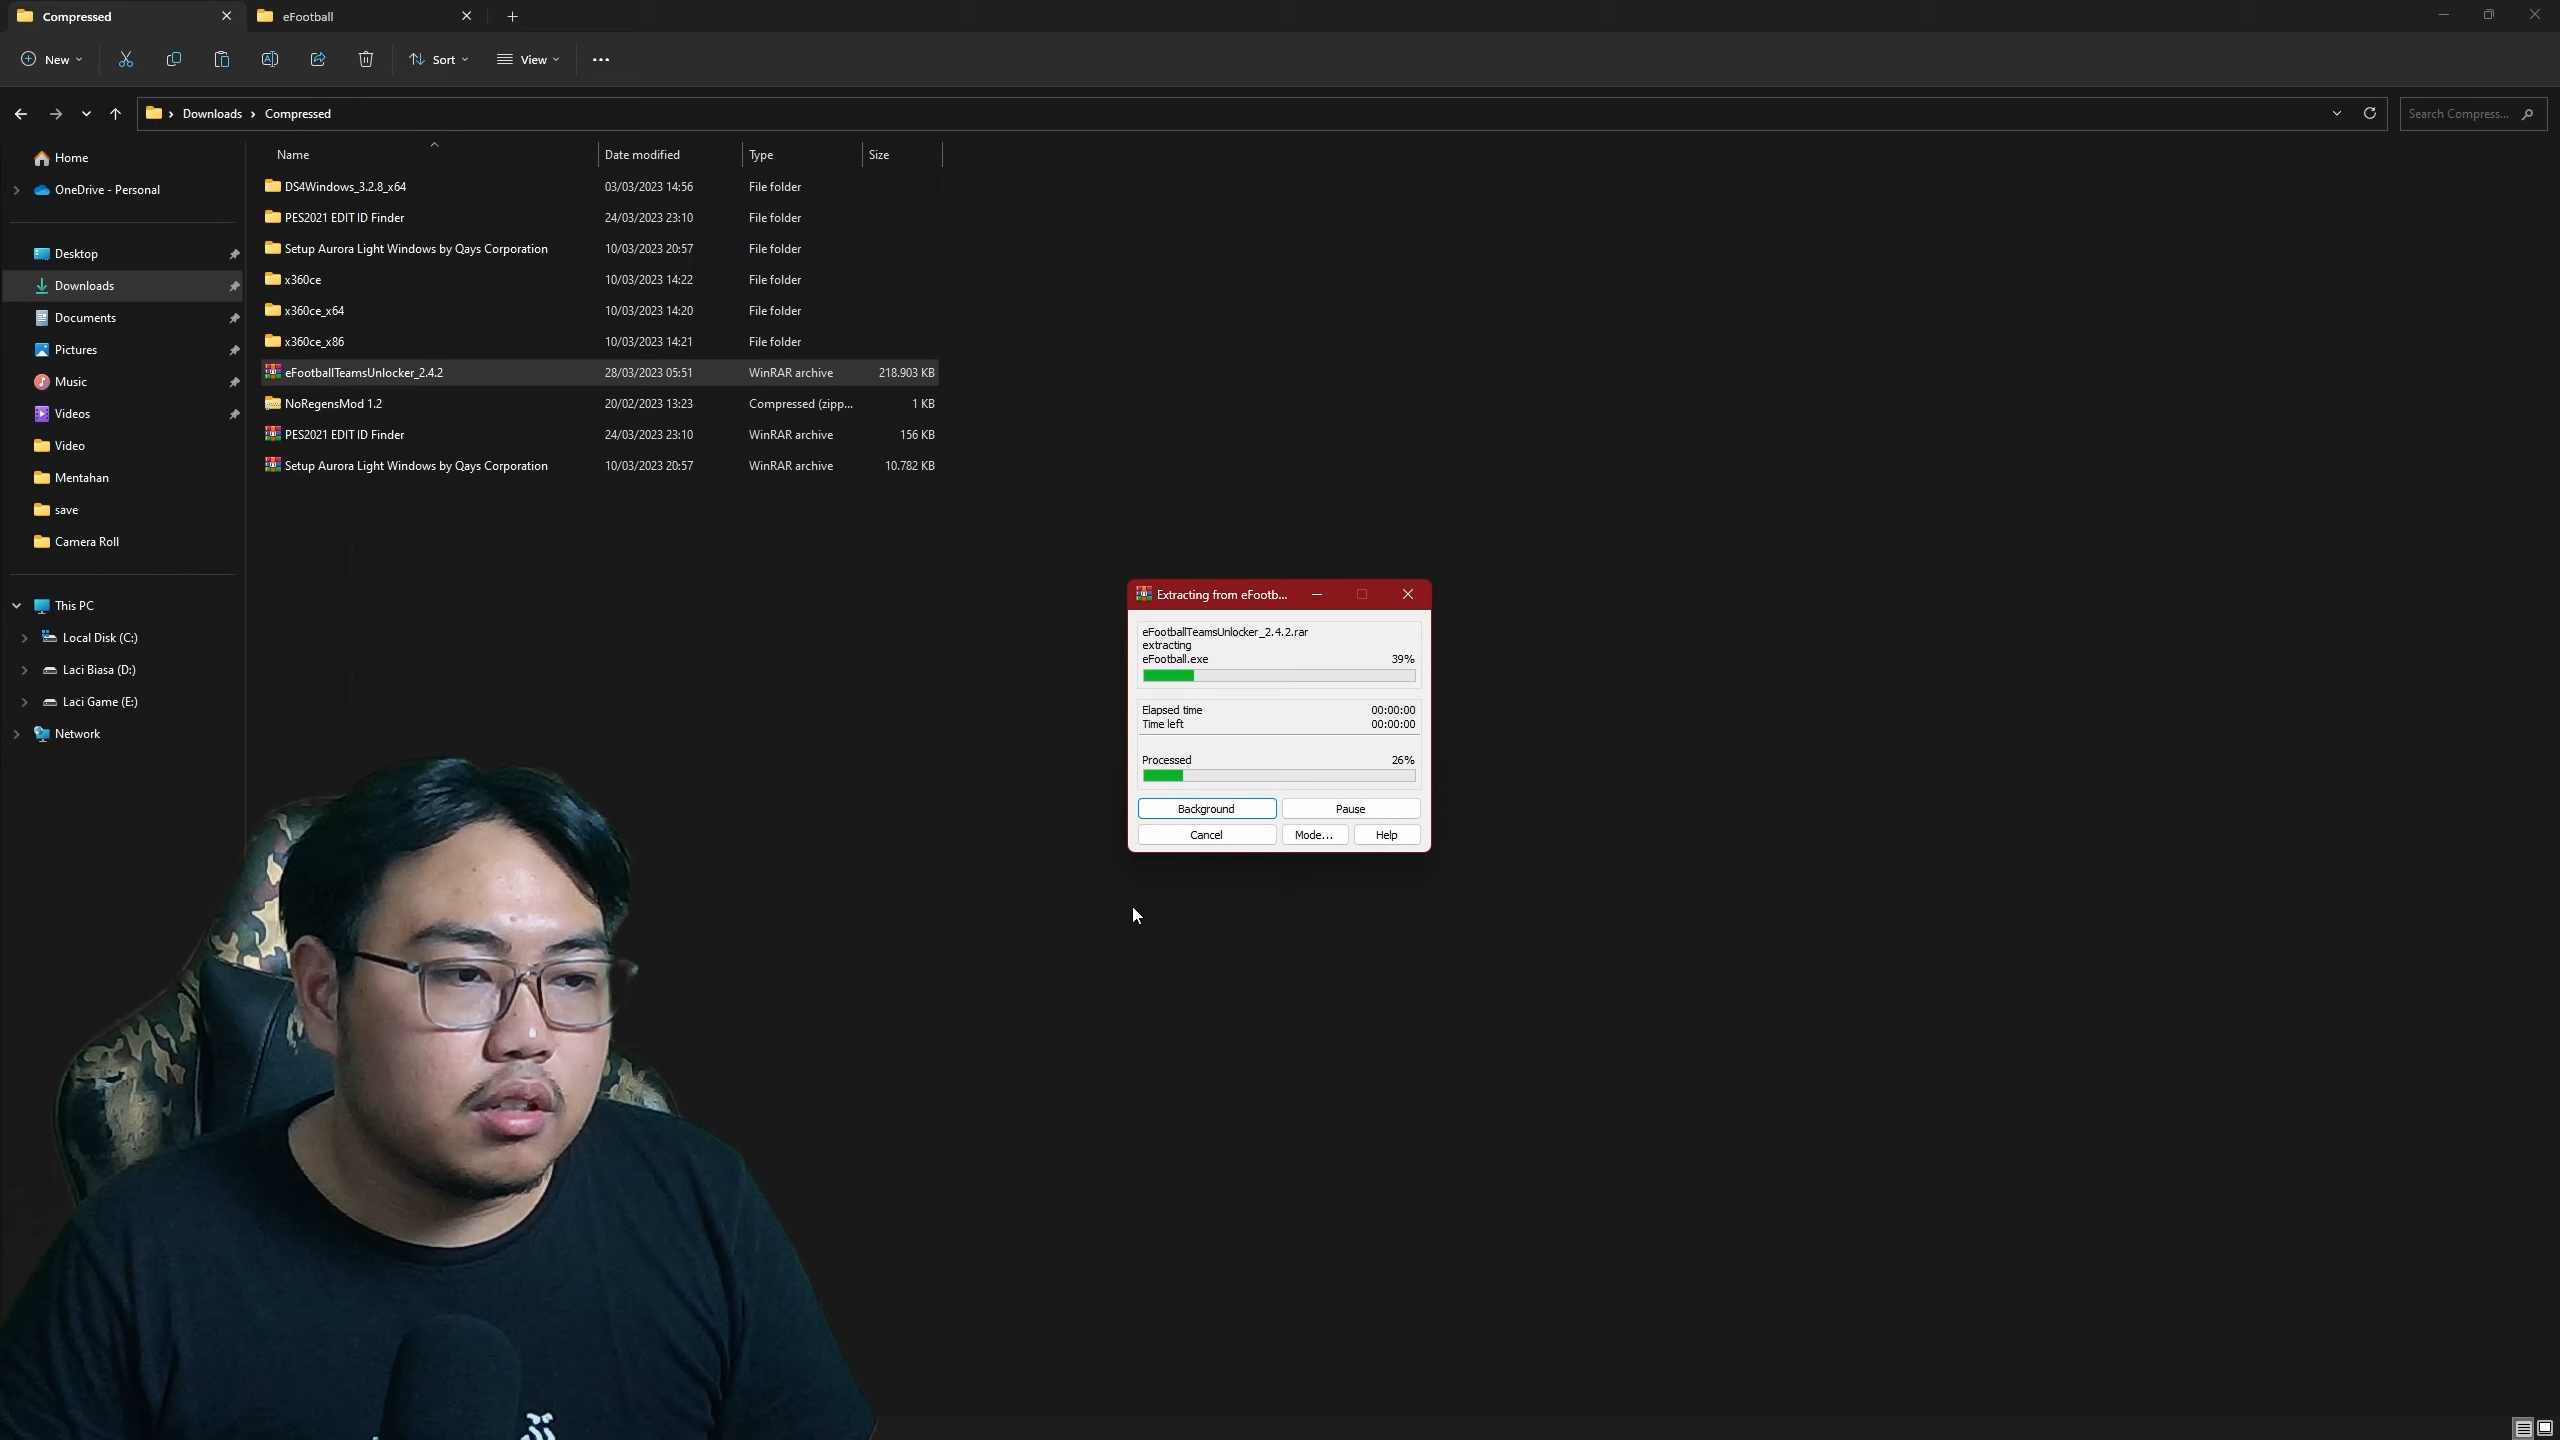 Compressed
eFootball
New
Sort
View
Downloads
Compressed
Search Compress...
Name
Date modified
Type
Size
Home
OneDrive - Personal
Desktop
Downloads
Documents
Pictures
Music
Videos
Video
Mentahan
save
Camera Roll
This PC
Local Disk (C:)
Laci Biasa (D:)
Laci Game (E:)
Network
DS4Windows_3.2.8_x64 03/03/2023 14:56 File folder
PES2021 EDIT ID Finder 24/03/2023 23:10 File folder
Setup Aurora Light Windows by Qays Corporation 10/03/2023 20:57 File folder
x360ce 10/03/2023 14:22 File folder
x360ce_x64 10/03/2023 14:20 File folder
x360ce_x86 10/03/2023 14:21 File folder
eFootballTeamsUnlocker_2.4.2 28/03/2023 05:51 WinRAR archive 218.903 KB
NoRegensMod 1.2 20/02/2023 13:23 Compressed (zipp... 1 KB
PES2021 EDIT ID Finder 24/03/2023 23:10 WinRAR archive 156 KB
Setup Aurora Light Windows by Qays Corporation 10/03/2023 20:57 WinRAR archive 10.782 KB
Extracting from eFootb...
eFootballTeamsUnlocker_2.4.2.rar
extracting
eFootball.exe 39%
Elapsed time 00:00:00
Time left 00:00:00
Processed 26%
Background
Pause
Cancel
Mode...
Help